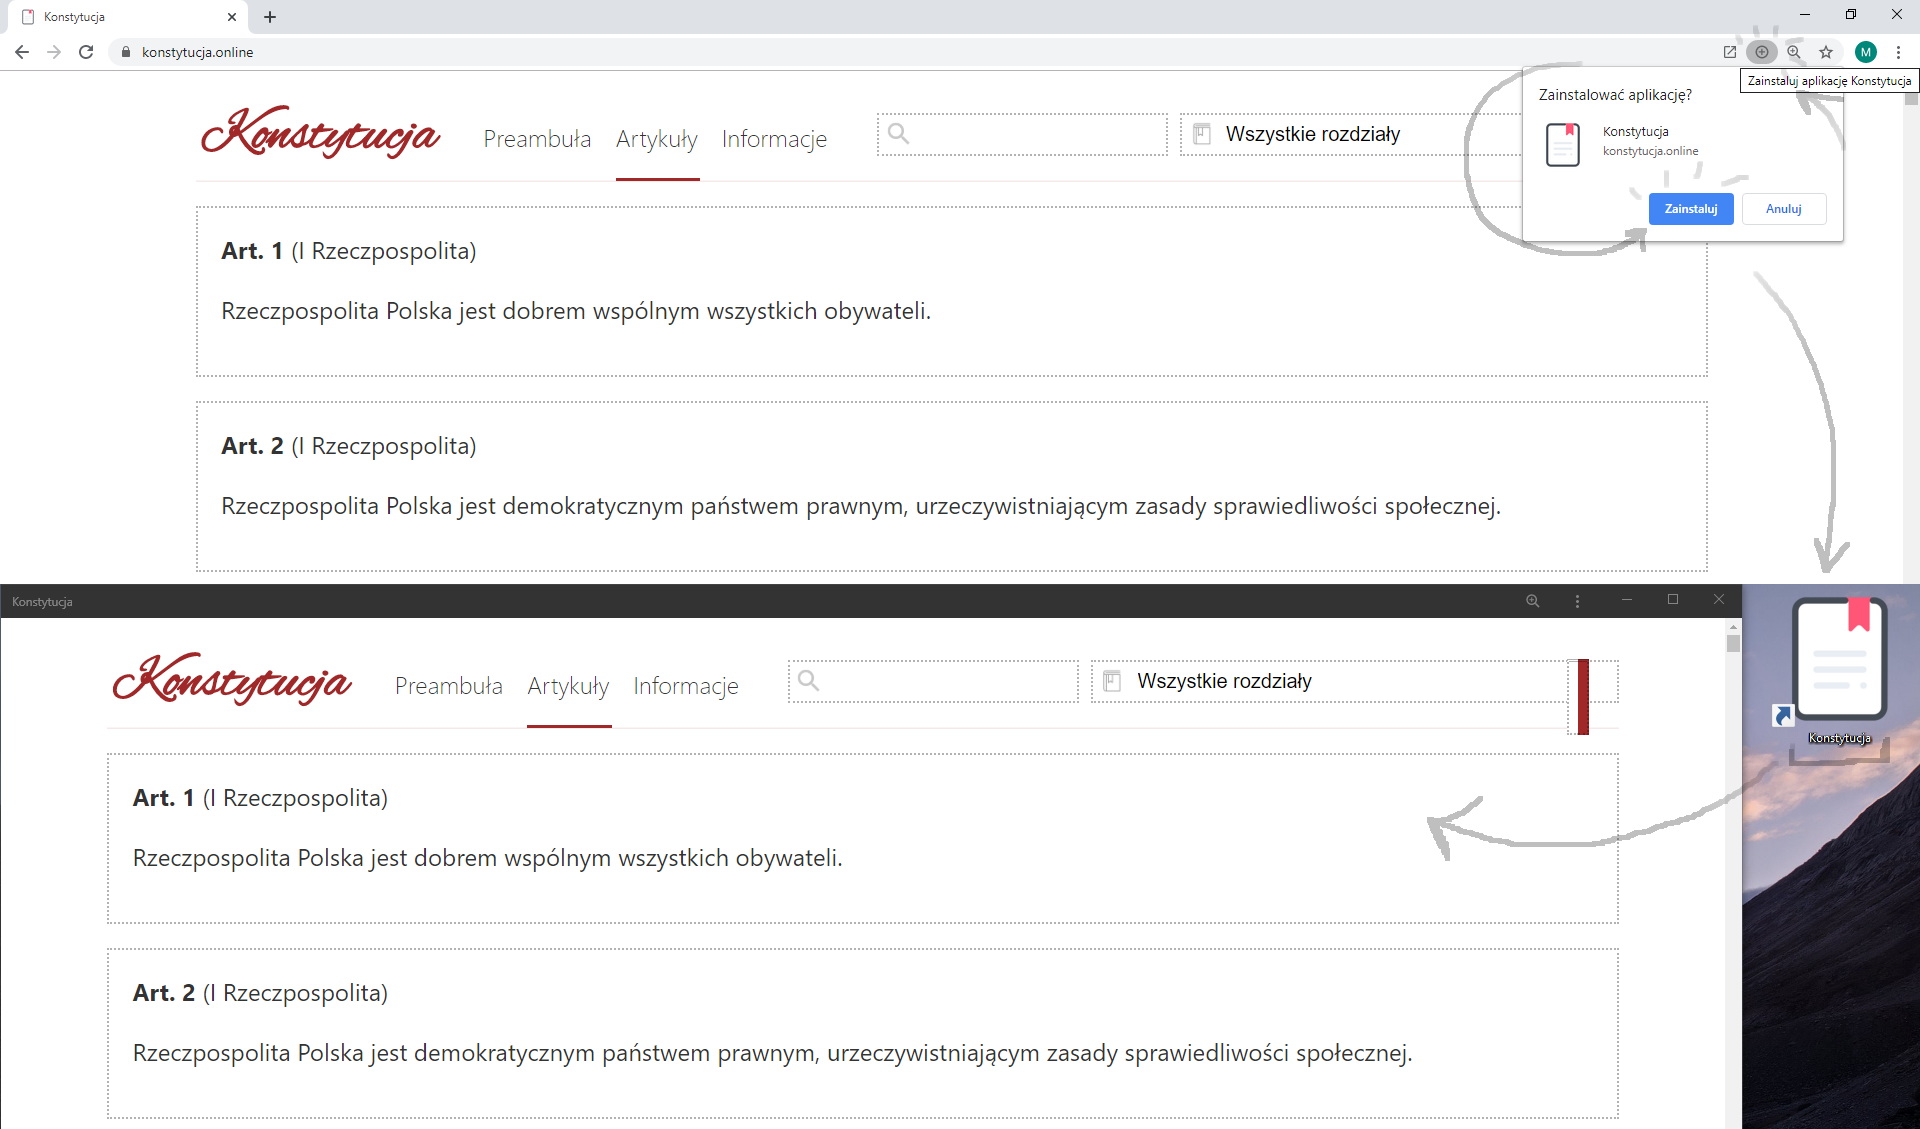 Konstytucja
konstytucja.online
M
Zainstaluj aplikację Konstytucja
Zainstalować aplikację?
Konstytucja
konstytucja.online
Zainstaluj Anuluj
Konstytucja Preambuła Artykuły Informacje Wszystkie rozdziały
Art. 1 (I Rzeczpospolita)
Rzeczpospolita Polska jest dobrem wspólnym wszystkich obywateli.
Art. 2 (I Rzeczpospolita)
Rzeczpospolita Polska jest demokratycznym państwem prawnym, urzeczywistniającym zasady sprawiedliwości społecznej.
Konstytucja
Konstytucja Preambuła Artykuły Informacje Wszystkie rozdziały
Konstytucja
Art. 1 (I Rzeczpospolita)
Rzeczpospolita Polska jest dobrem wspólnym wszystkich obywateli.
Art. 2 (I Rzeczpospolita)
Rzeczpospolita Polska jest demokratycznym państwem prawnym, urzeczywistniającym zasady sprawiedliwości społecznej.